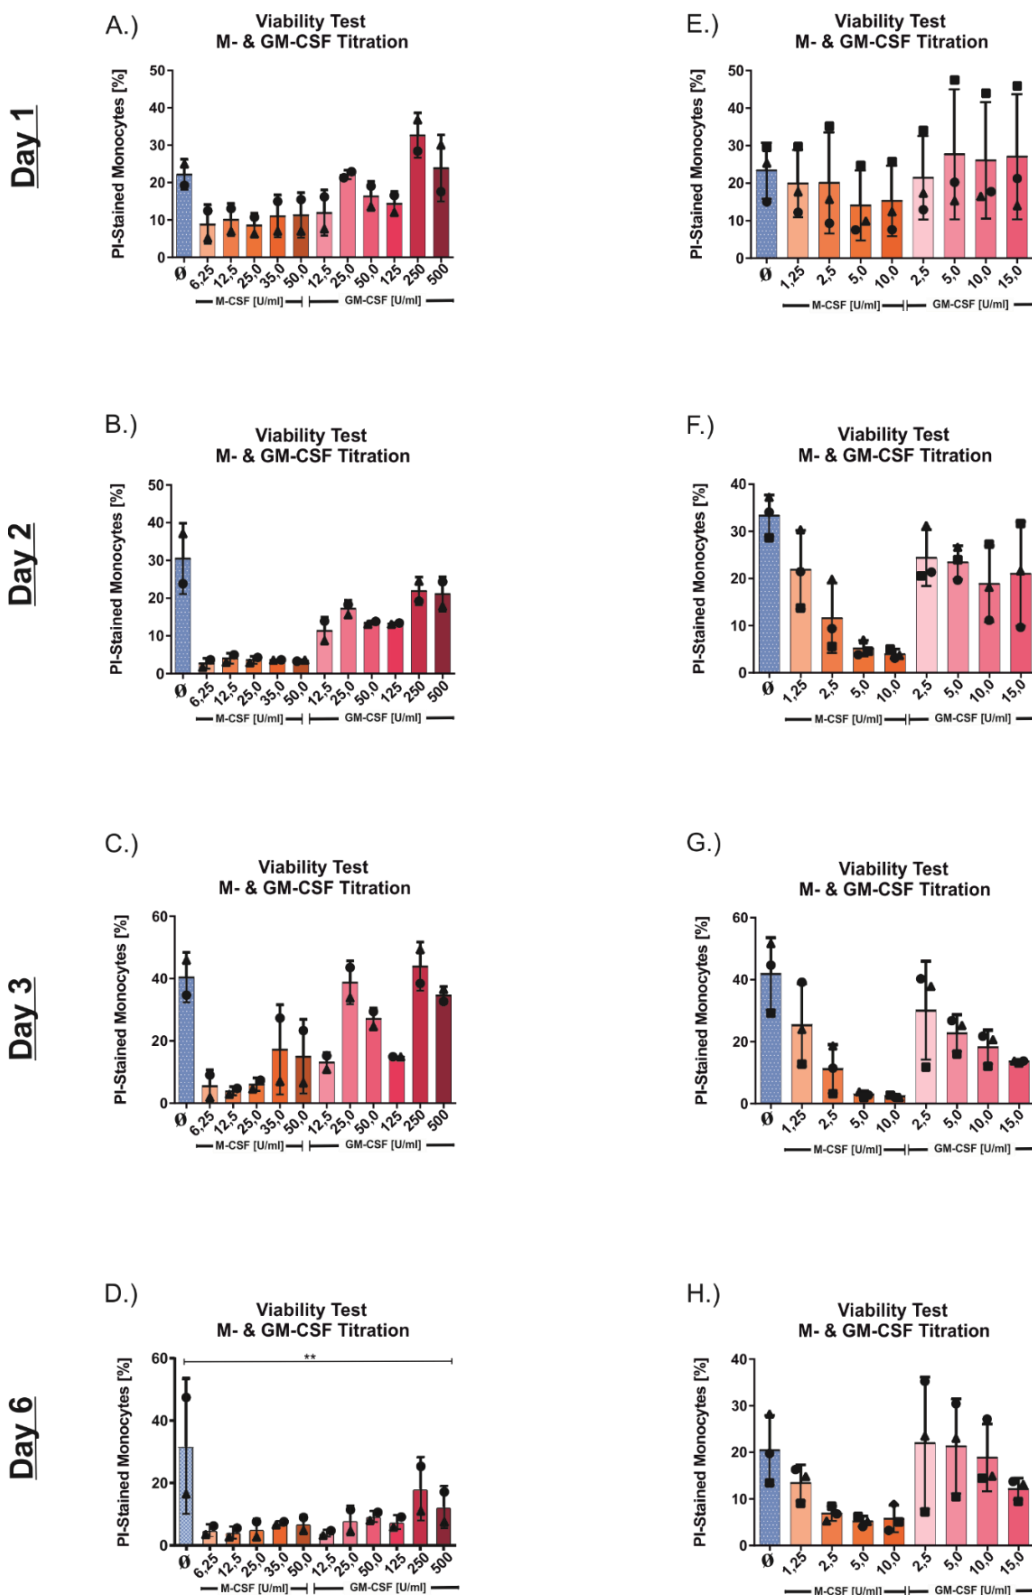 Day 1
A.)
Viability Test
M- & GM-CSF Titration
PI-Stained Monocytes [%]
50
40
30
20
10
0
Ø 6,25 12,5 25,0 35,0 50,0 12,5 25,0 50,0 125 250 500
M-CSF [U/ml] GM-CSF [U/ml]
E.)
Viability Test
M- & GM-CSF Titration
PI-Stained Monocytes [%]
50
40
30
20
10
0
Ø 1,25 2,5 5,0 10,0 2,5 5,0 10,0 15,0
M-CSF [U/ml] GM-CSF [U/ml]
Day 2
B.)
Viability Test
M- & GM-CSF Titration
PI-Stained Monocytes [%]
50
40
30
20
10
0
Ø 6,25 12,5 25,0 35,0 50,0 12,5 25,0 50,0 125 250 500
M-CSF [U/ml] GM-CSF [U/ml]
F.)
Viability Test
M- & GM-CSF Titration
PI-Stained Monocytes [%]
40
30
20
10
0
Ø 1,25 2,5 5,0 10,0 2,5 5,0 10,0 15,0
M-CSF [U/ml] GM-CSF [U/ml]
Day 3
C.)
Viability Test
M- & GM-CSF Titration
PI-Stained Monocytes [%]
60
40
20
0
Ø 6,25 12,5 25,0 35,0 50,0 12,5 25,0 50,0 125 250 500
M-CSF [U/ml] GM-CSF [U/ml]
G.)
Viability Test
M- & GM-CSF Titration
PI-Stained Monocytes [%]
60
40
20
0
Ø 1,25 2,5 5,0 10,0 2,5 5,0 10,0 15,0
M-CSF [U/ml] GM-CSF [U/ml]
Day 6
D.)
Viability Test
M- & GM-CSF Titration
PI-Stained Monocytes [%]
**
60
40
20
0
Ø 6,25 12,5 25,0 35,0 50,0 12,5 25,0 50,0 125 250 500
M-CSF [U/ml] GM-CSF [U/ml]
H.)
Viability Test
M- & GM-CSF Titration
PI-Stained Monocytes [%]
40
30
20
10
0
Ø 1,25 2,5 5,0 10,0 2,5 5,0 10,0 15,0
M-CSF [U/ml] GM-CSF [U/ml]